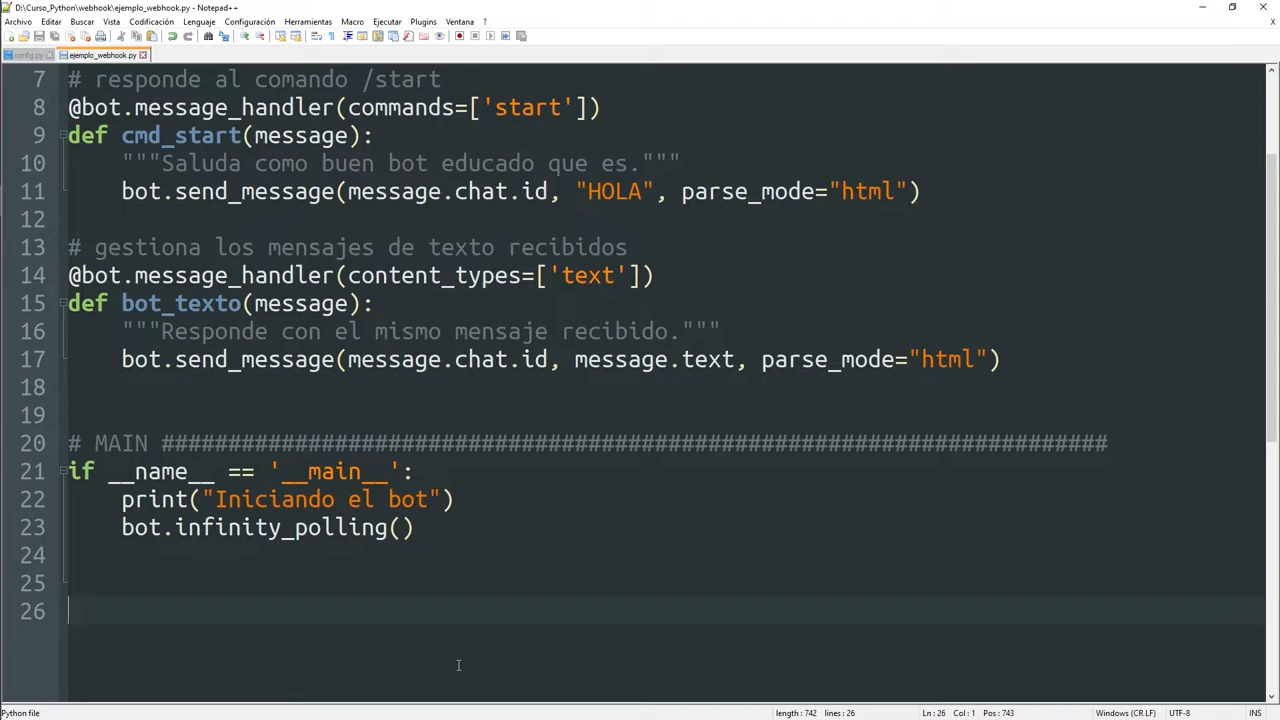 D:\Curso_Python\webhook\ejemplo_webhook.py - Notepad++
Archivo Editar Buscar Vista Codificación Lenguaje Configuración Herramientas Macro Ejecutar Plugins Ventana ?
config.py ejemplo_webhook.py
7 # responde al comando /start
8 @bot.message_handler(commands=['start'])
9 def cmd_start(message):
10     """Saluda como buen bot educado que es."""
11     bot.send_message(message.chat.id, "HOLA", parse_mode="html")
12
13 # gestiona los mensajes de texto recibidos
14 @bot.message_handler(content_types=['text'])
15 def bot_texto(message):
16     """Responde con el mismo mensaje recibido."""
17     bot.send_message(message.chat.id, message.text, parse_mode="html")
18
19
20 # MAIN #######################################################################
21 if __name__ == '__main__':
22     print("Iniciando el bot")
23     bot.infinity_polling()
24
25
26
Python file length : 742 lines : 26 Ln : 26 Col : 1 Pos : 743 Windows (CR LF) UTF-8 INS